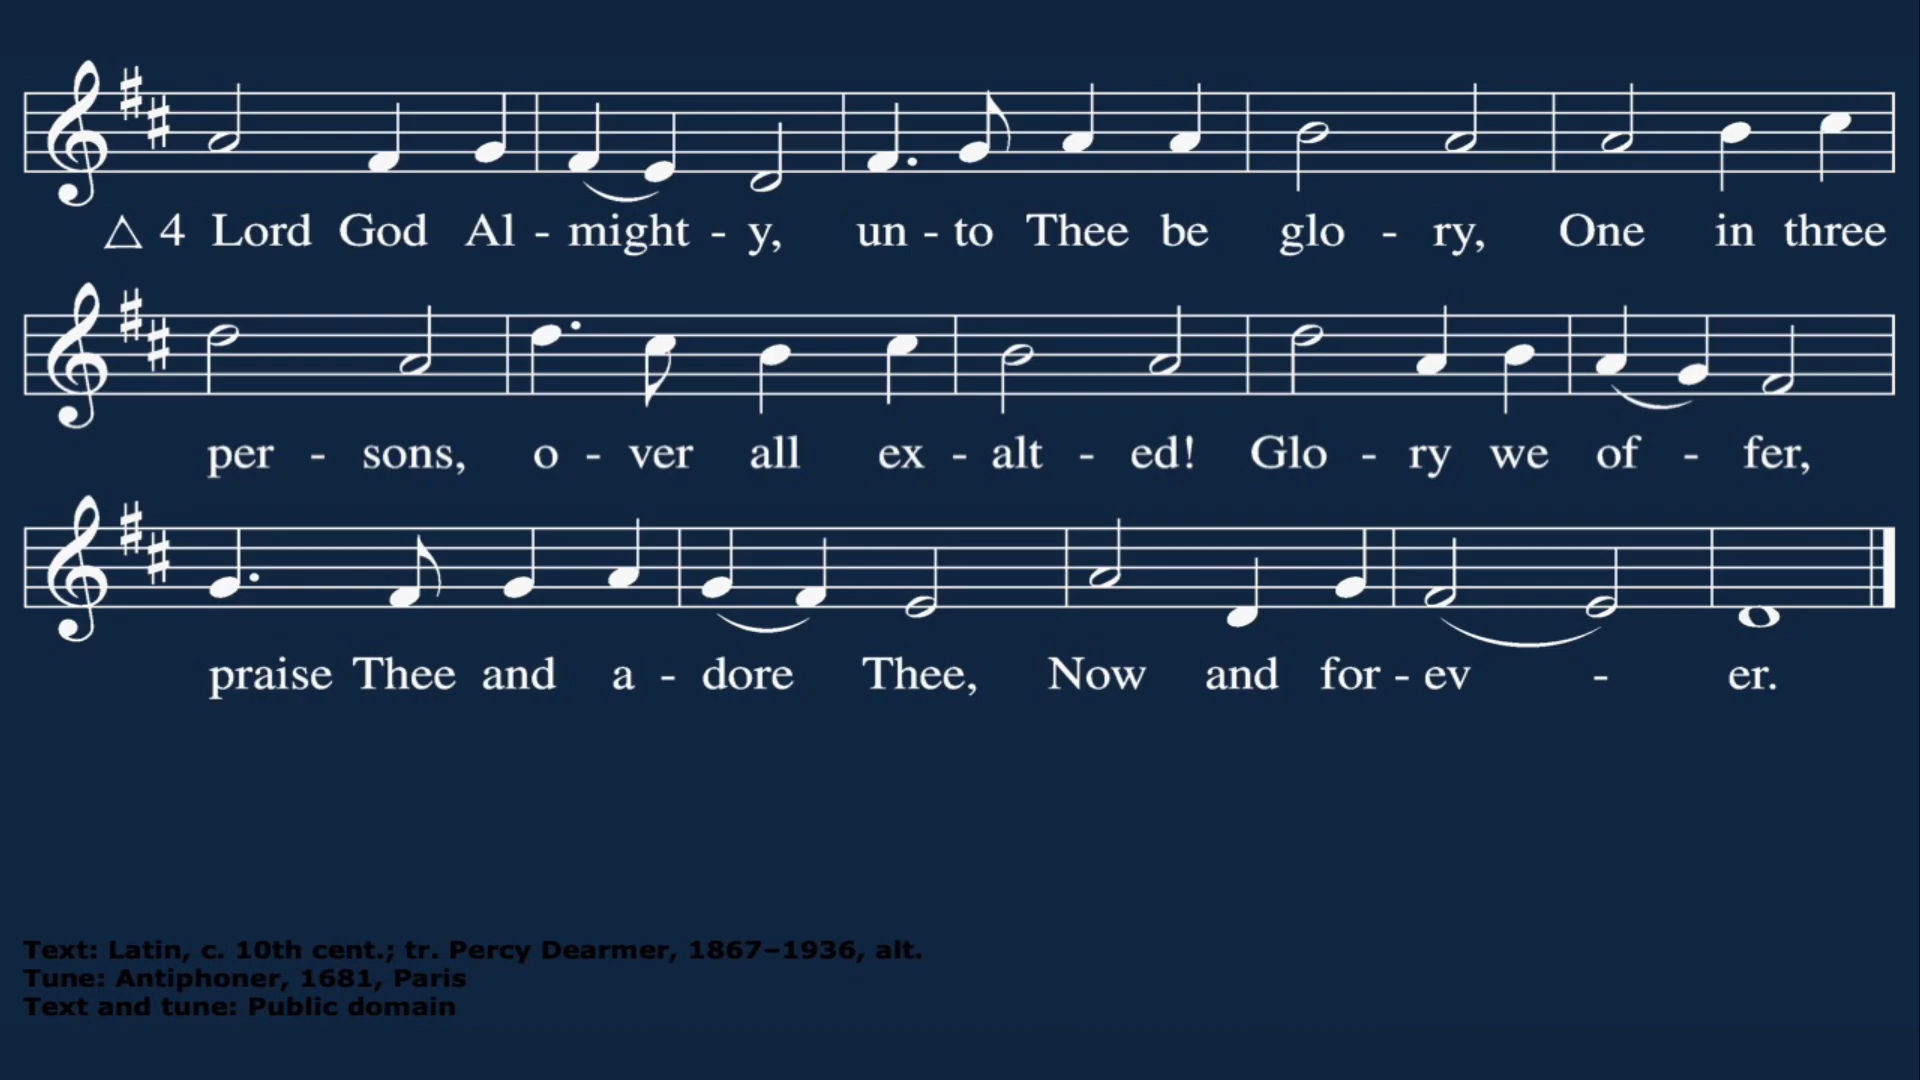 △ 4 Lord God Al - might - y, un - to Thee be glo - ry, One in three
per - sons, o - ver all ex - alt - ed! Glo - ry we of - fer,
praise Thee and a - dore Thee, Now and for - ev - er.
Text: Latin, c. 10th cent.; tr. Percy Dearmer, 1867–1936, alt.
Tune: Antiphoner, 1681, Paris
Text and tune: Public domain